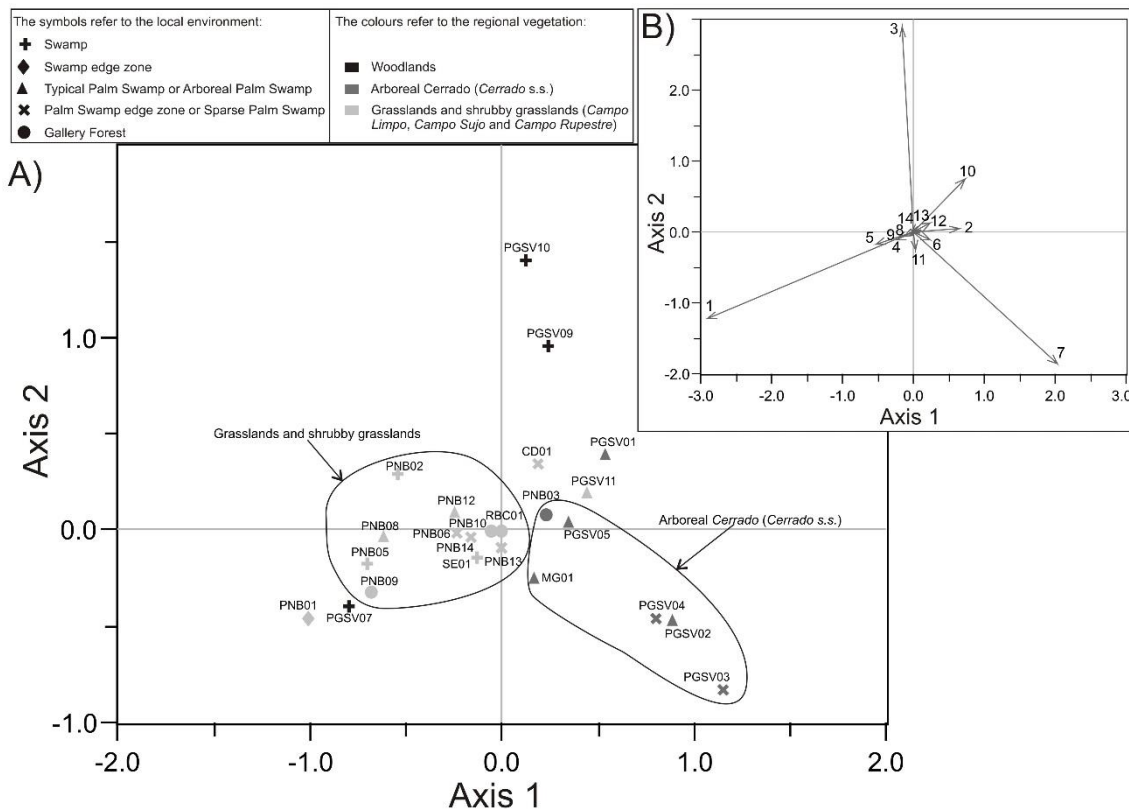 The symbols refer to the local environment:
Swamp
Swamp edge zone
Typical Palm Swamp or Arboreal Palm Swamp
Palm Swamp edge zone or Sparse Palm Swamp
Gallery Forest
The colours refer to the regional vegetation:
Woodlands
Arboreal Cerrado (Cerrado s.s.)
Grasslands and shrubby grasslands (Campo
Limpo, Campo Sujo and Campo Rupestre)
B)
3
3.0
2.0
1.0
0.0
-1.0
-2.0
Axis 2
10
13
14
12
2
8
9
5
4
6
11
1
7
-3.0 -2.0 -1.0 0.0 1.0 2.0 3.0
Axis 1
A)
PGSV10
PGSV09
1.0
Grasslands and shrubby grasslands
PGSV01
CD01
PNB02
PGSV11
PNB12
PNB03
RBC01
Arboreal Cerrado (Cerrado s.s.)
0.0
PNB08
PNB06
PNB10
PGSV05
PNB05
PNB14
PNB13
SE01
MG01
PNB09
PNB01
PGSV07
PGSV04
PGSV02
PGSV03
-1.0
Axis 2
-2.0 -1.0 0.0 1.0 2.0
Axis 1